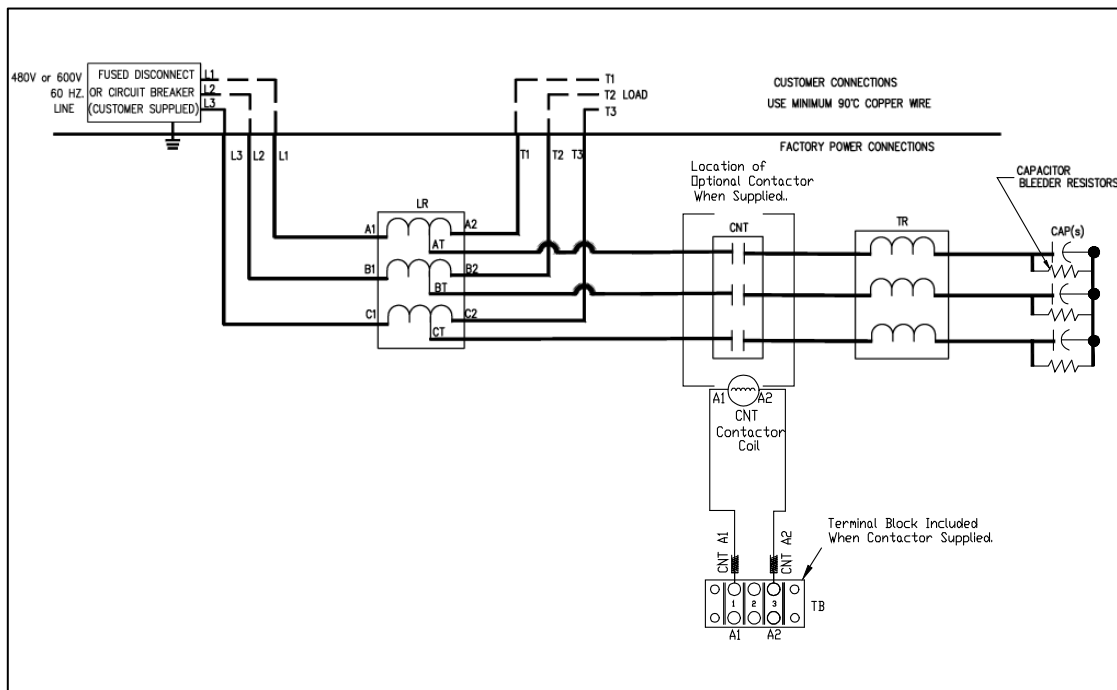 480V or 600V
60 HZ.
LINE
FUSED DISCONNECT
OR CIRCUIT BREAKER
(CUSTOMER SUPPLIED)
L1
L2
L3
T1
T2 LOAD
T3
CUSTOMER CONNECTIONS
USE MINIMUM 90°C COPPER WIRE
FACTORY POWER CONNECTIONS
L3
L2
L1
T1
T2
T3
Location of
Optional Contactor
When Supplied..
CAPACITOR
BLEEDER RESISTORS
LR
A1
A2
AT
B1
B2
BT
C1
C2
CT
CNT
TR
CAP(s)
A1
A2
CNT
Contactor
Coil
CNT A1
CNT A2
Terminal Block Included
When Contactor Supplied.
1
2
3
TB
A1
A2